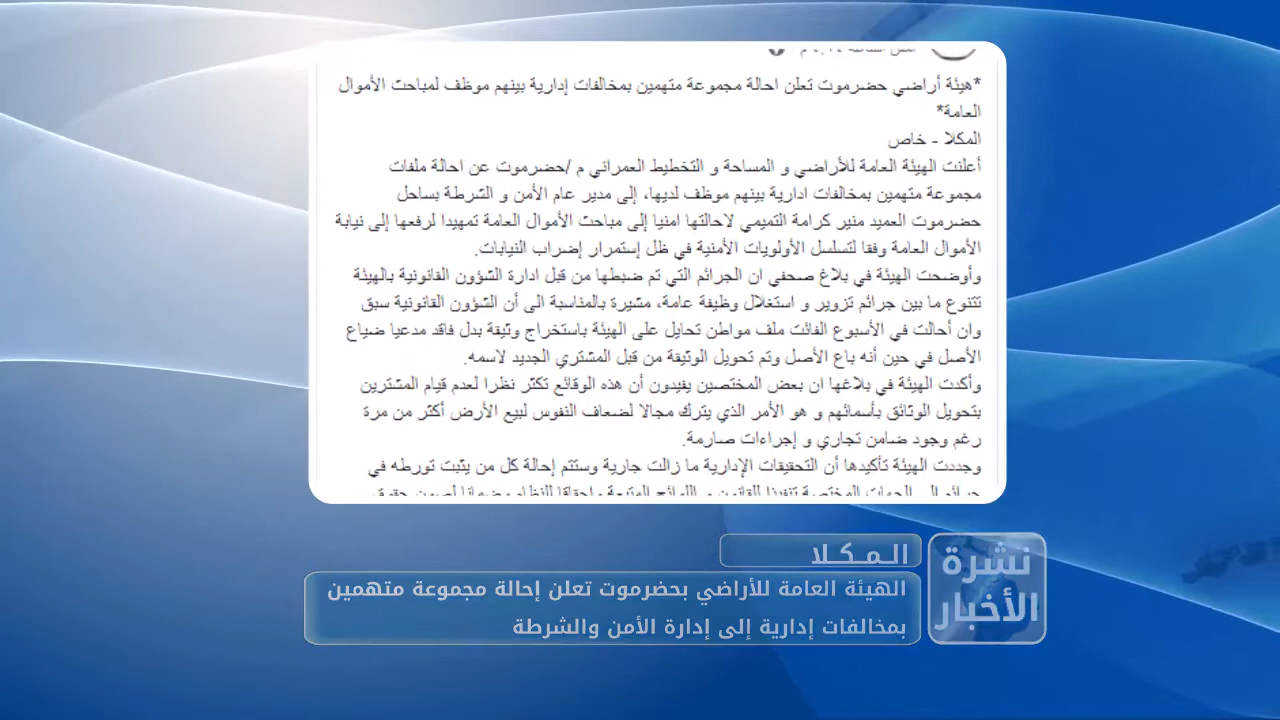 *هيئة أراضي حضرموت تعلن احالة مجموعة متهمين بمخالفات إدارية بينهم موظف لمباحث الأموال
العامة*
المكلا - خاص
أعلنت الهيئة العامة للأراضي و المساحة و التخطيط العمراني م /حضرموت عن احالة ملفات
مجموعة متهمين بمخالفات ادارية بينهم موظف لديها، إلى مدير عام الأمن و الشرطة بساحل
حضرموت العميد منير كرامة التميمي لاحالتها امنيا إلى مباحث الأموال العامة تمهيدا لرفعها إلى نيابة
الأموال العامة وفقا لتسلسل الأولويات الأمنية في ظل إستمرار إضراب النيابات.
وأوضحت الهيئة في بلاغ صحفي ان الجرائم التي تم ضبطها من قبل ادارة الشؤون القانونية بالهيئة
تتنوع ما بين جرائم تزوير و استغلال وظيفة عامة، مشيرة بالمناسبة الى أن الشؤون القانونية سبق
وان أحالت في الأسبوع الفائت ملف مواطن تحايل على الهيئة باستخراج وثيقة بدل فاقد مدعيا ضياع
الأصل في حين أنه باع الأصل وتم تحويل الوثيقة من قبل المشتري الجديد لاسمه.
وأكدت الهيئة في بلاغها ان بعض المختصين يفيدون أن هذه الوقائع تكثر نظرا لعدم قيام المشترين
بتحويل الوثائق بأسمائهم و هو الأمر الذي يترك مجالا لضعاف النفوس لبيع الأرض أكثر من مرة
رغم وجود ضامن تجاري و إجراءات صارمة.
وجددت الهيئة تأكيدها أن التحقيقات الإدارية ما زالت جارية وستتم إحالة كل من يثبت تورطه في
نشرة
الأخبار
المكلا
الهيئة العامة للأراضي بحضرموت تعلن إحالة مجموعة متهمين
بمخالفات إدارية إلى إدارة الأمن والشرطة